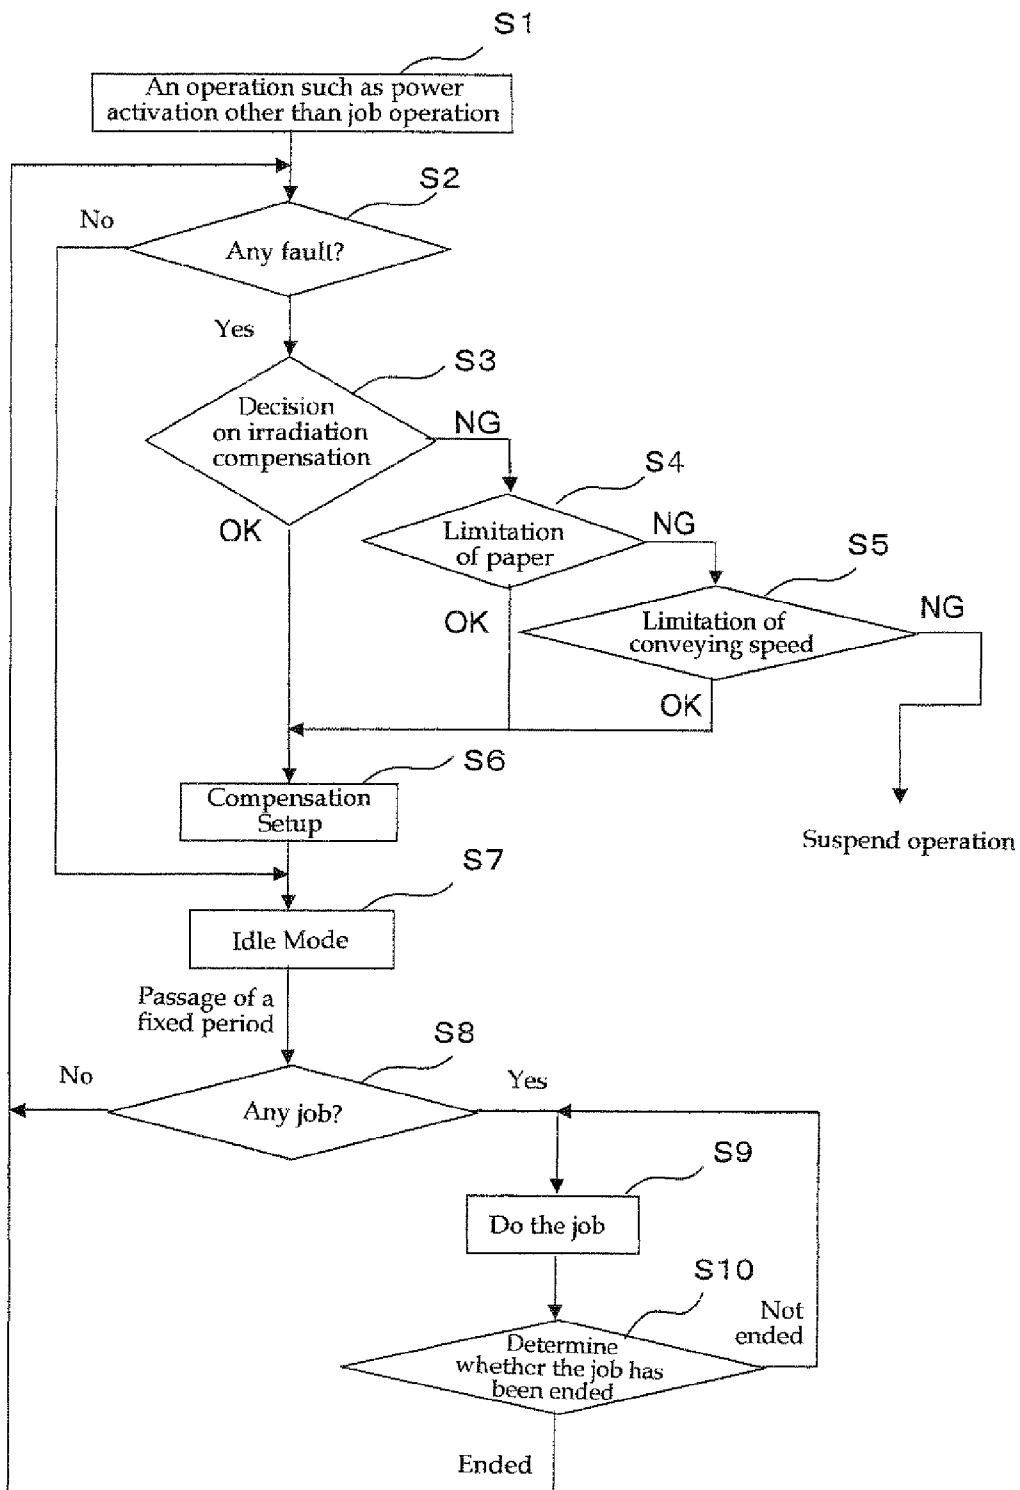 S1
An operation such as power
activation other than job operation
S2
No
Any fault?
Yes
S3
Decision
on irradiation
compensation
NG
S4
OK
Limitation
of paper
NG
S5
OK
Limitation of
conveying speed
NG
OK
S6
Compensation
Setup
Suspend operation
S7
Idle Mode
Passage of a
fixed period
S8
No
Any job?
Yes
S9
Do the job
S10
Not
ended
Determine
whether the job has
been ended
Ended